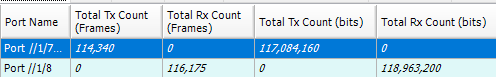 Port Name Total Tx Count (Frames) Total Rx Count (Frames) Total Tx Count (bits) Total Rx Count (bits)
Port //1/7... 114,340 0 117,084,160 0
Port //1/8 0 116,175 0 118,963,200